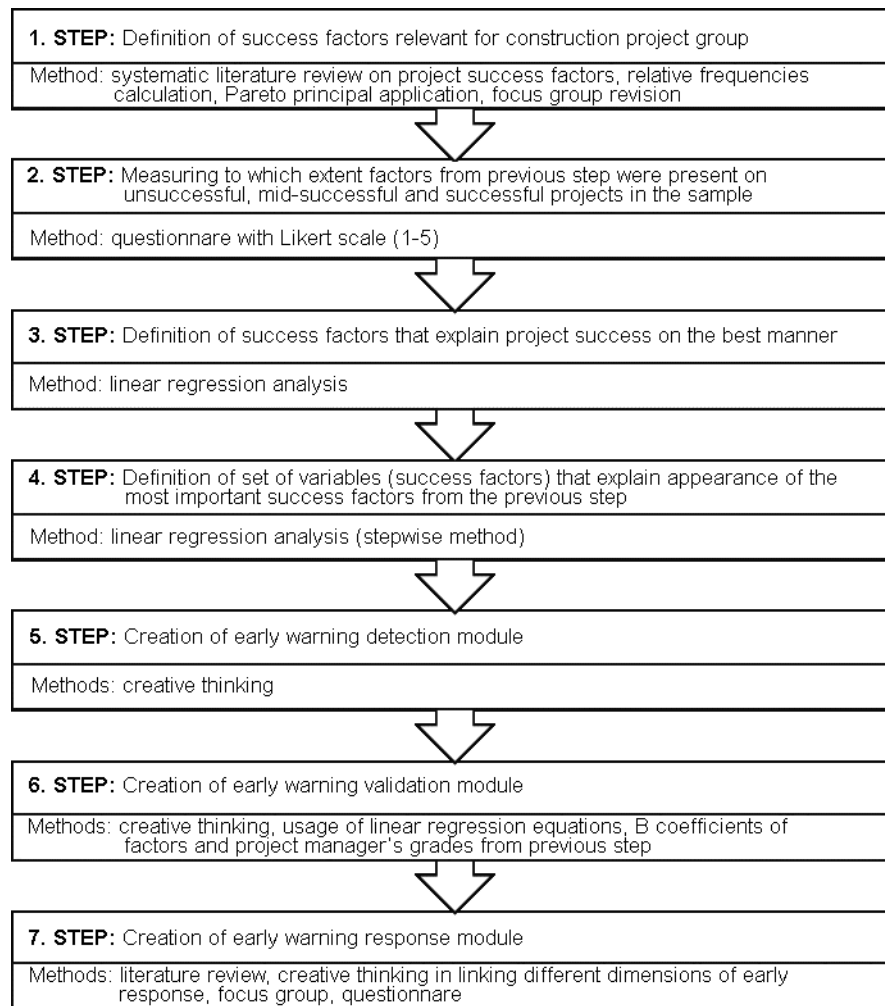 1. STEP: Definition of success factors relevant for construction project group
Method: systematic literature review on project success factors, relative frequencies
calculation, Pareto principal application, focus group revision
2. STEP: Measuring to which extent factors from previous step were present on
unsuccessful, mid-successful and successful projects in the sample
Method: questionnare with Likert scale (1-5)
3. STEP: Definition of success factors that explain project success on the best manner
Method: linear regression analysis
4. STEP: Definition of set of variables (success factors) that explain appearance of the
most important success factors from the previous step
Method: linear regression analysis (stepwise method)
5. STEP: Creation of early warning detection module
Methods: creative thinking
6. STEP: Creation of early warning validation module
Methods: creative thinking, usage of linear regression equations, B coefficients of
factors and project manager's grades from previous step
7. STEP: Creation of early warning response module
Methods: literature review, creative thinking in linking different dimensions of early
response, focus group, questionnare